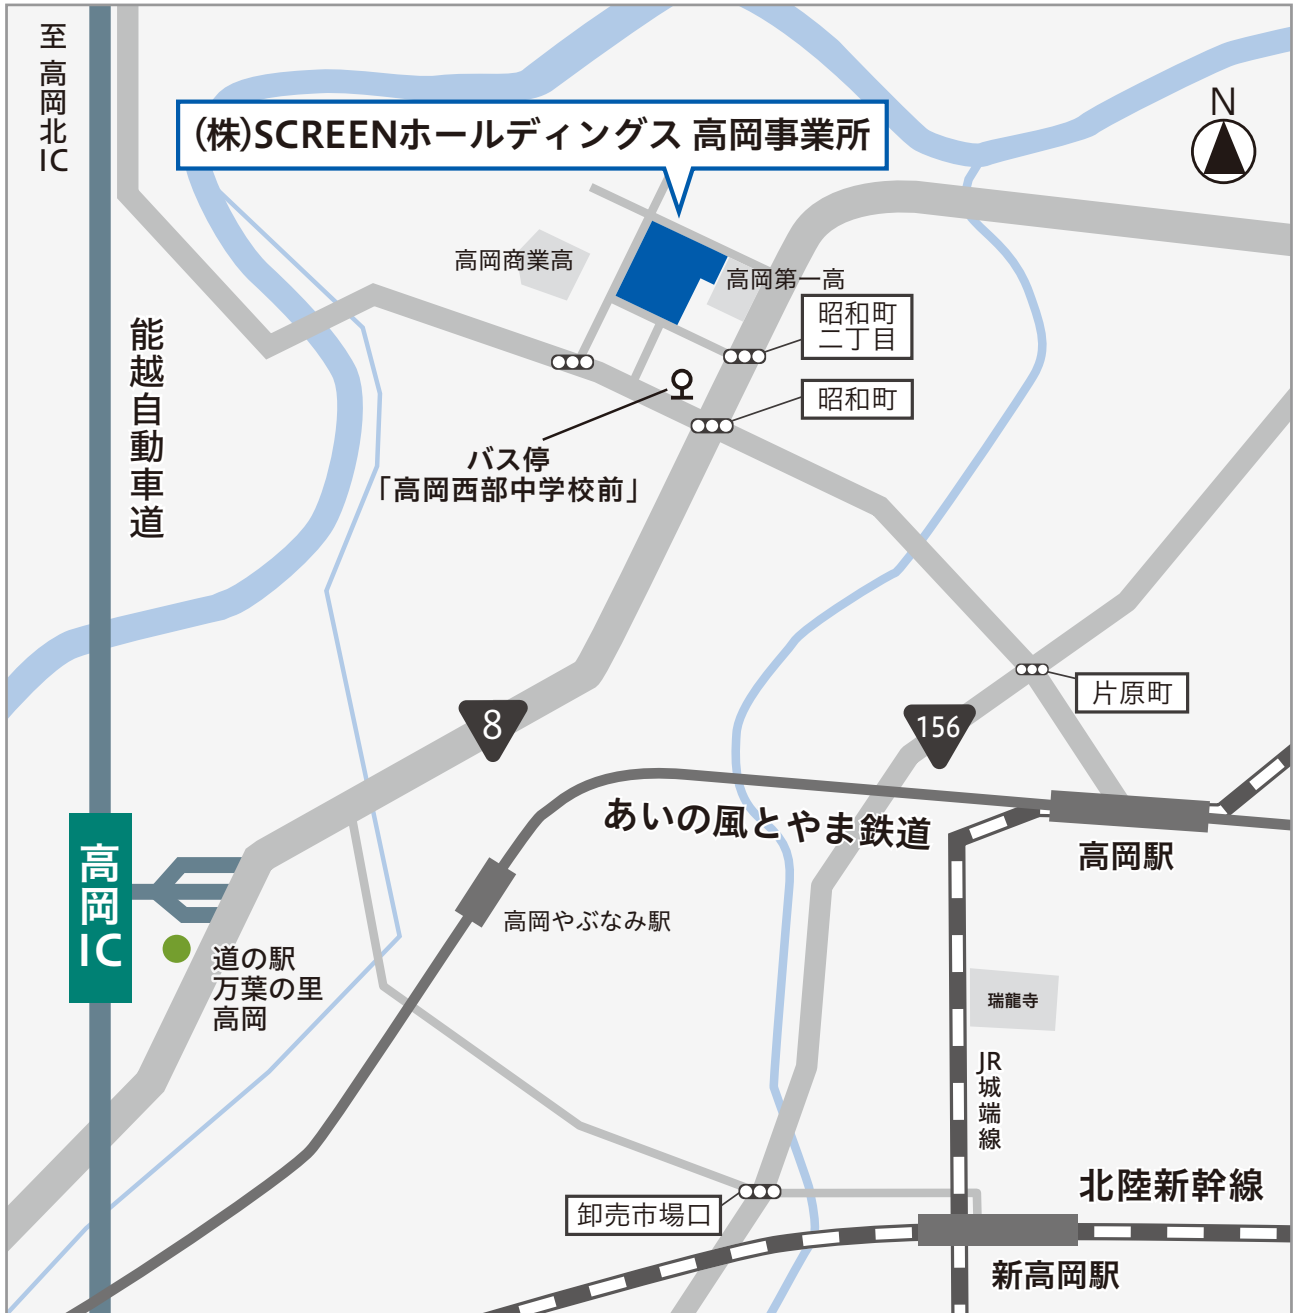 至 高岡北IC
N
(株)SCREENホールディングス 高岡事業所
高岡商業高
高岡第一高
昭和町
二丁目
昭和町
能越自動車道
バス停
「高岡西部中学校前」
片原町
8
156
あいの風とやま鉄道
高岡駅
高岡IC
高岡やぶなみ駅
道の駅
万葉の里
高岡
瑞龍寺
JR城端線
北陸新幹線
卸売市場口
新高岡駅